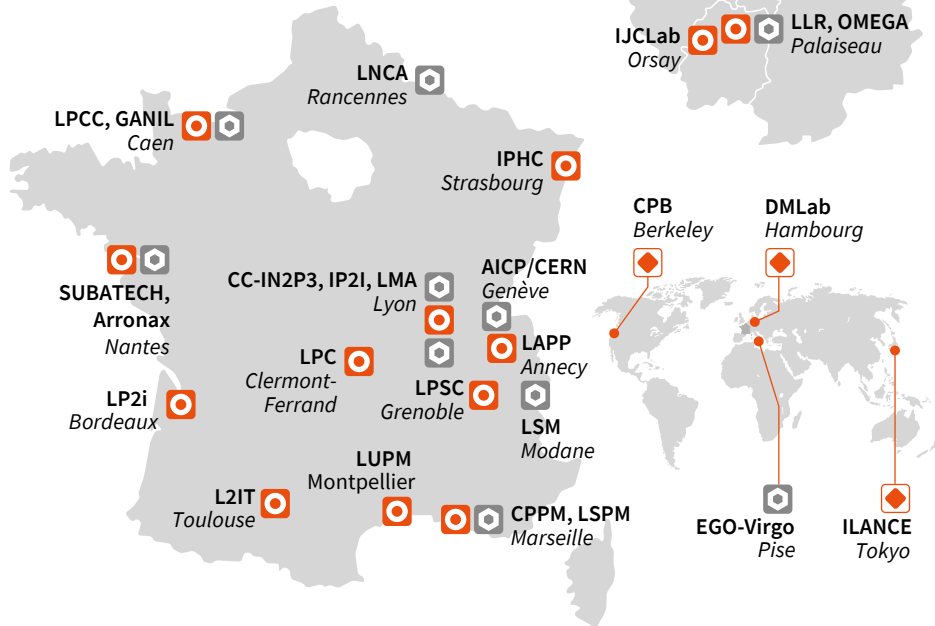 IJCLab
Orsay
LLR, OMEGA
Palaiseau
LNCA
Rancennes
LPCC, GANIL
Caen
IPHC
Strasbourg
CPB
Berkeley
DMLab
Hambourg
SUBATECH,
Arronax
Nantes
CC-IN2P3, IP2I, LMA
Lyon
AICP/CERN
Genève
LAPP
Annecy
LPC
Clermont-
Ferrand
LPSC
Grenoble
LP2i
Bordeaux
LSM
Modane
LUPM
Montpellier
L2IT
Toulouse
CPPM, LSPM
Marseille
EGO-Virgo
Pise
ILANCE
Tokyo